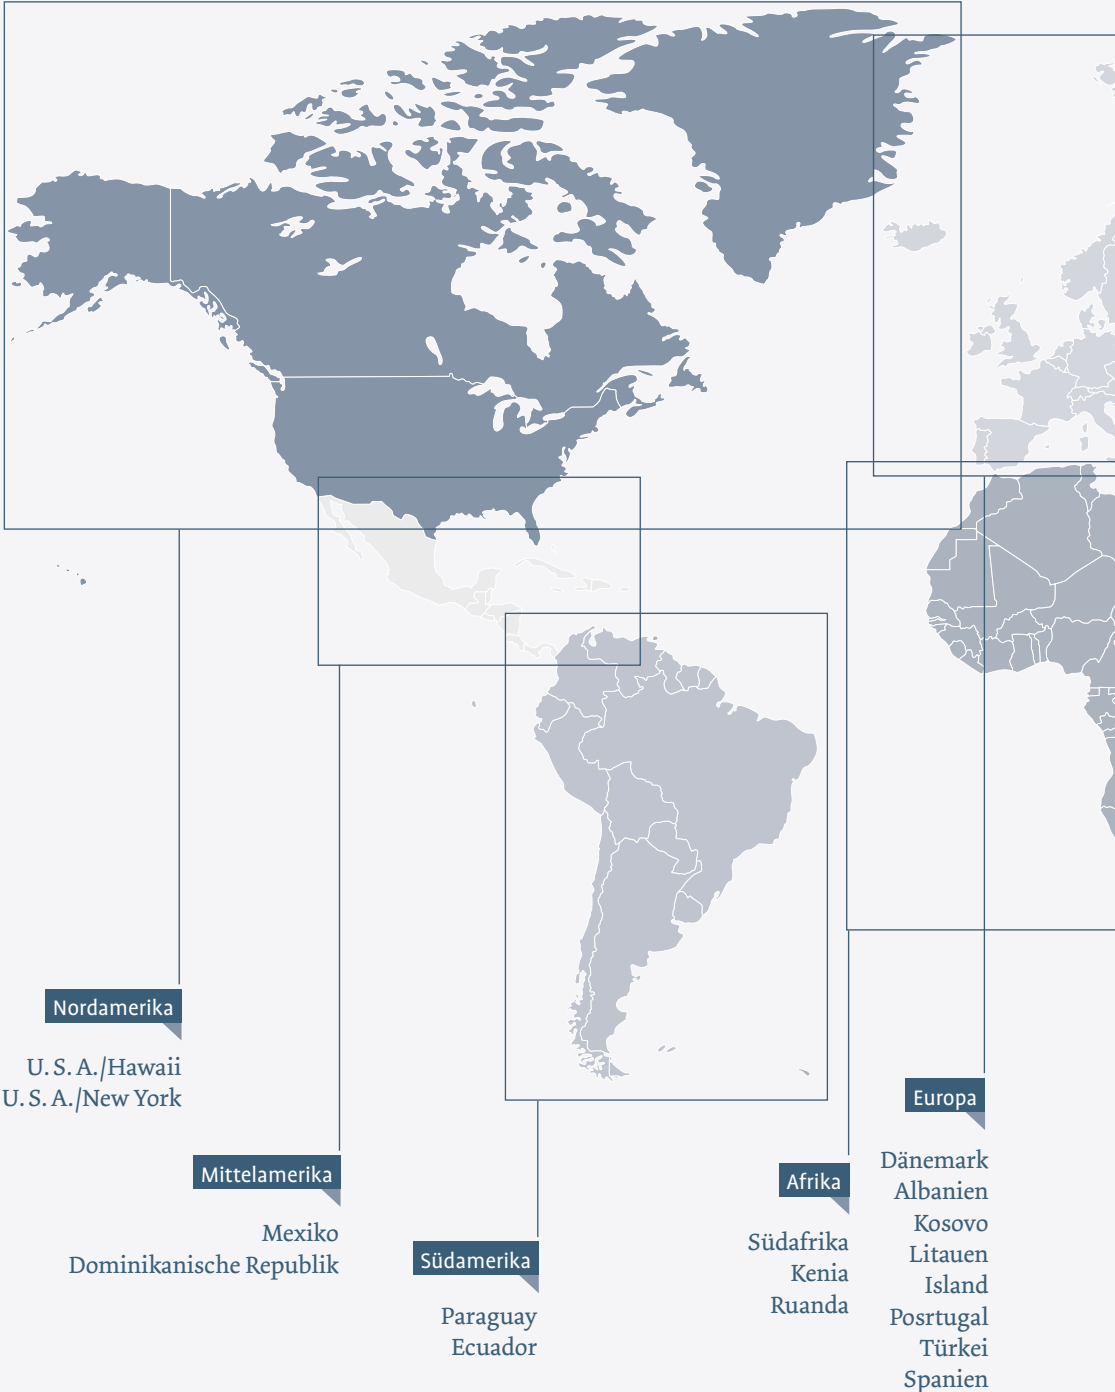 Nordamerika
U. S. A./Hawaii
U. S. A./New York
Mittelamerika
Mexiko
Dominikanische Republik
Südamerika
Paraguay
Ecuador
Afrika
Südafrika
Kenia
Ruanda
Europa
Dänemark
Albanien
Kosovo
Litauen
Island
Posrtugal
Türkei
Spanien